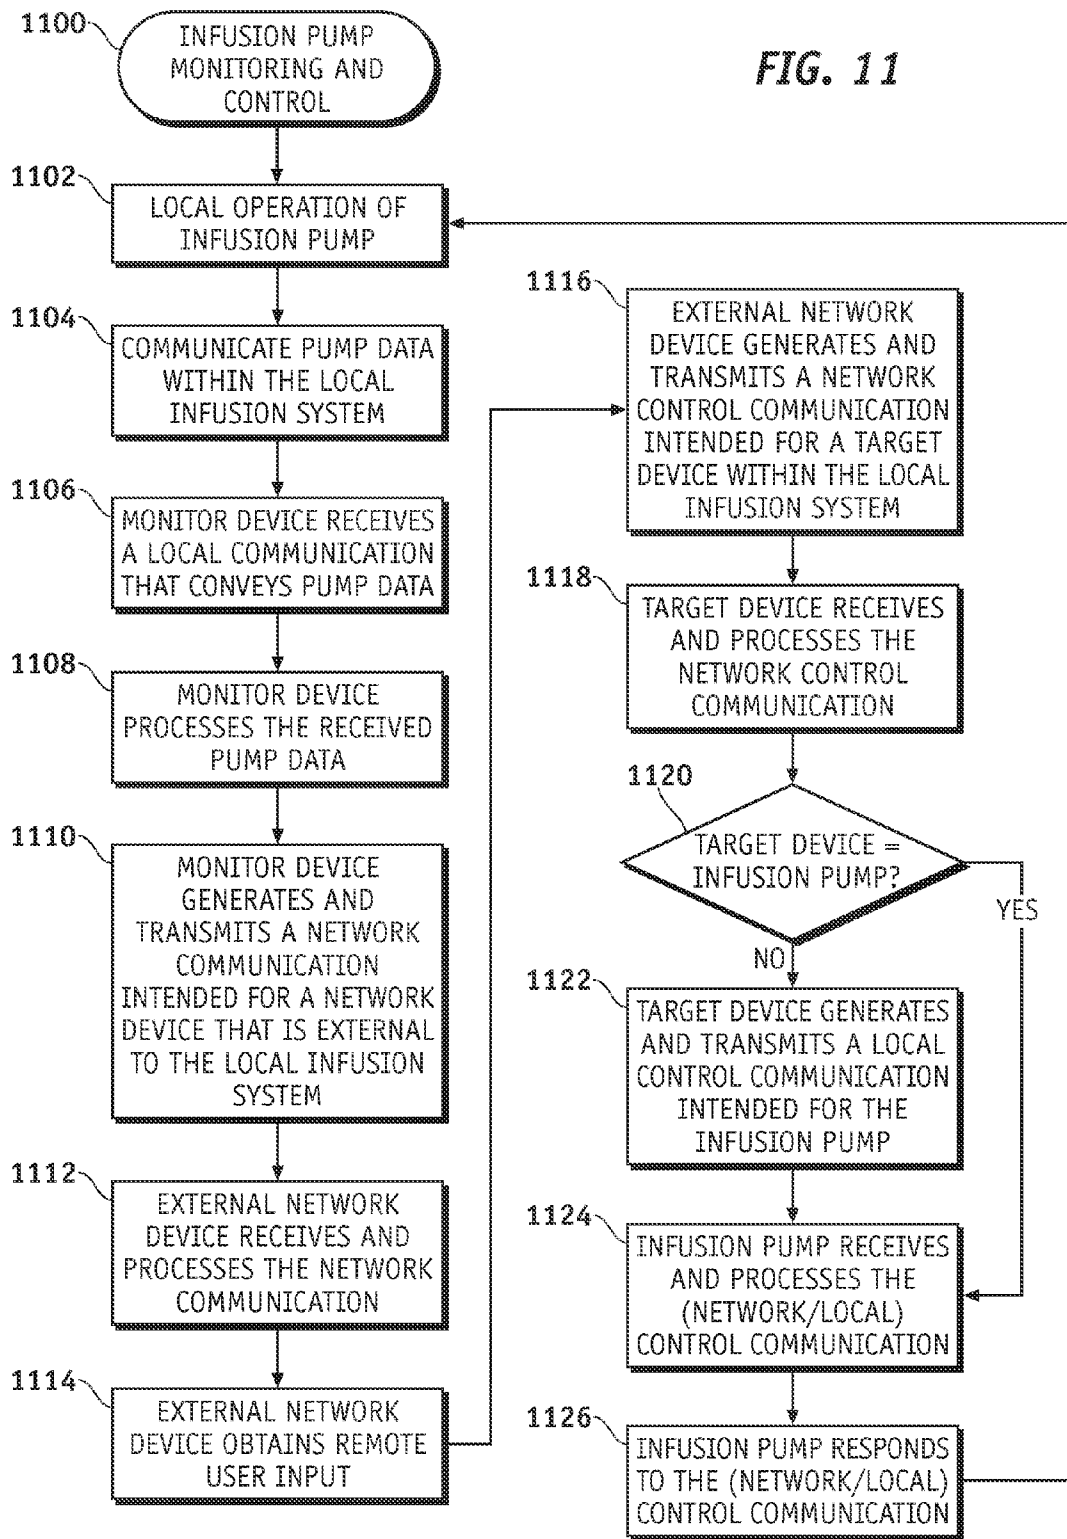 1100
INFUSION PUMP
MONITORING AND
CONTROL
FIG. 11
1102
LOCAL OPERATION OF
INFUSION PUMP
1104
COMMUNICATE PUMP DATA
WITHIN THE LOCAL
INFUSION SYSTEM
1106
MONITOR DEVICE RECEIVES
A LOCAL COMMUNICATION
THAT CONVEYS PUMP DATA
1108
MONITOR DEVICE
PROCESSES THE RECEIVED
PUMP DATA
1110
MONITOR DEVICE
GENERATES AND
TRANSMITS A NETWORK
COMMUNICATION
INTENDED FOR A NETWORK
DEVICE THAT IS EXTERNAL
TO THE LOCAL INFUSION
SYSTEM
1112
EXTERNAL NETWORK
DEVICE RECEIVES AND
PROCESSES THE NETWORK
COMMUNICATION
1114
EXTERNAL NETWORK
DEVICE OBTAINS REMOTE
USER INPUT
1116
EXTERNAL NETWORK
DEVICE GENERATES AND
TRANSMITS A NETWORK
CONTROL COMMUNICATION
INTENDED FOR A TARGET
DEVICE WITHIN THE LOCAL
INFUSION SYSTEM
1118
TARGET DEVICE RECEIVES
AND PROCESSES THE
NETWORK CONTROL
COMMUNICATION
1120
TARGET DEVICE =
INFUSION PUMP?
YES
NO
1122
TARGET DEVICE GENERATES
AND TRANSMITS A LOCAL
CONTROL COMMUNICATION
INTENDED FOR THE
INFUSION PUMP
1124
INFUSION PUMP RECEIVES
AND PROCESSES THE
(NETWORK/LOCAL)
CONTROL COMMUNICATION
1126
INFUSION PUMP RESPONDS
TO THE (NETWORK/LOCAL)
CONTROL COMMUNICATION